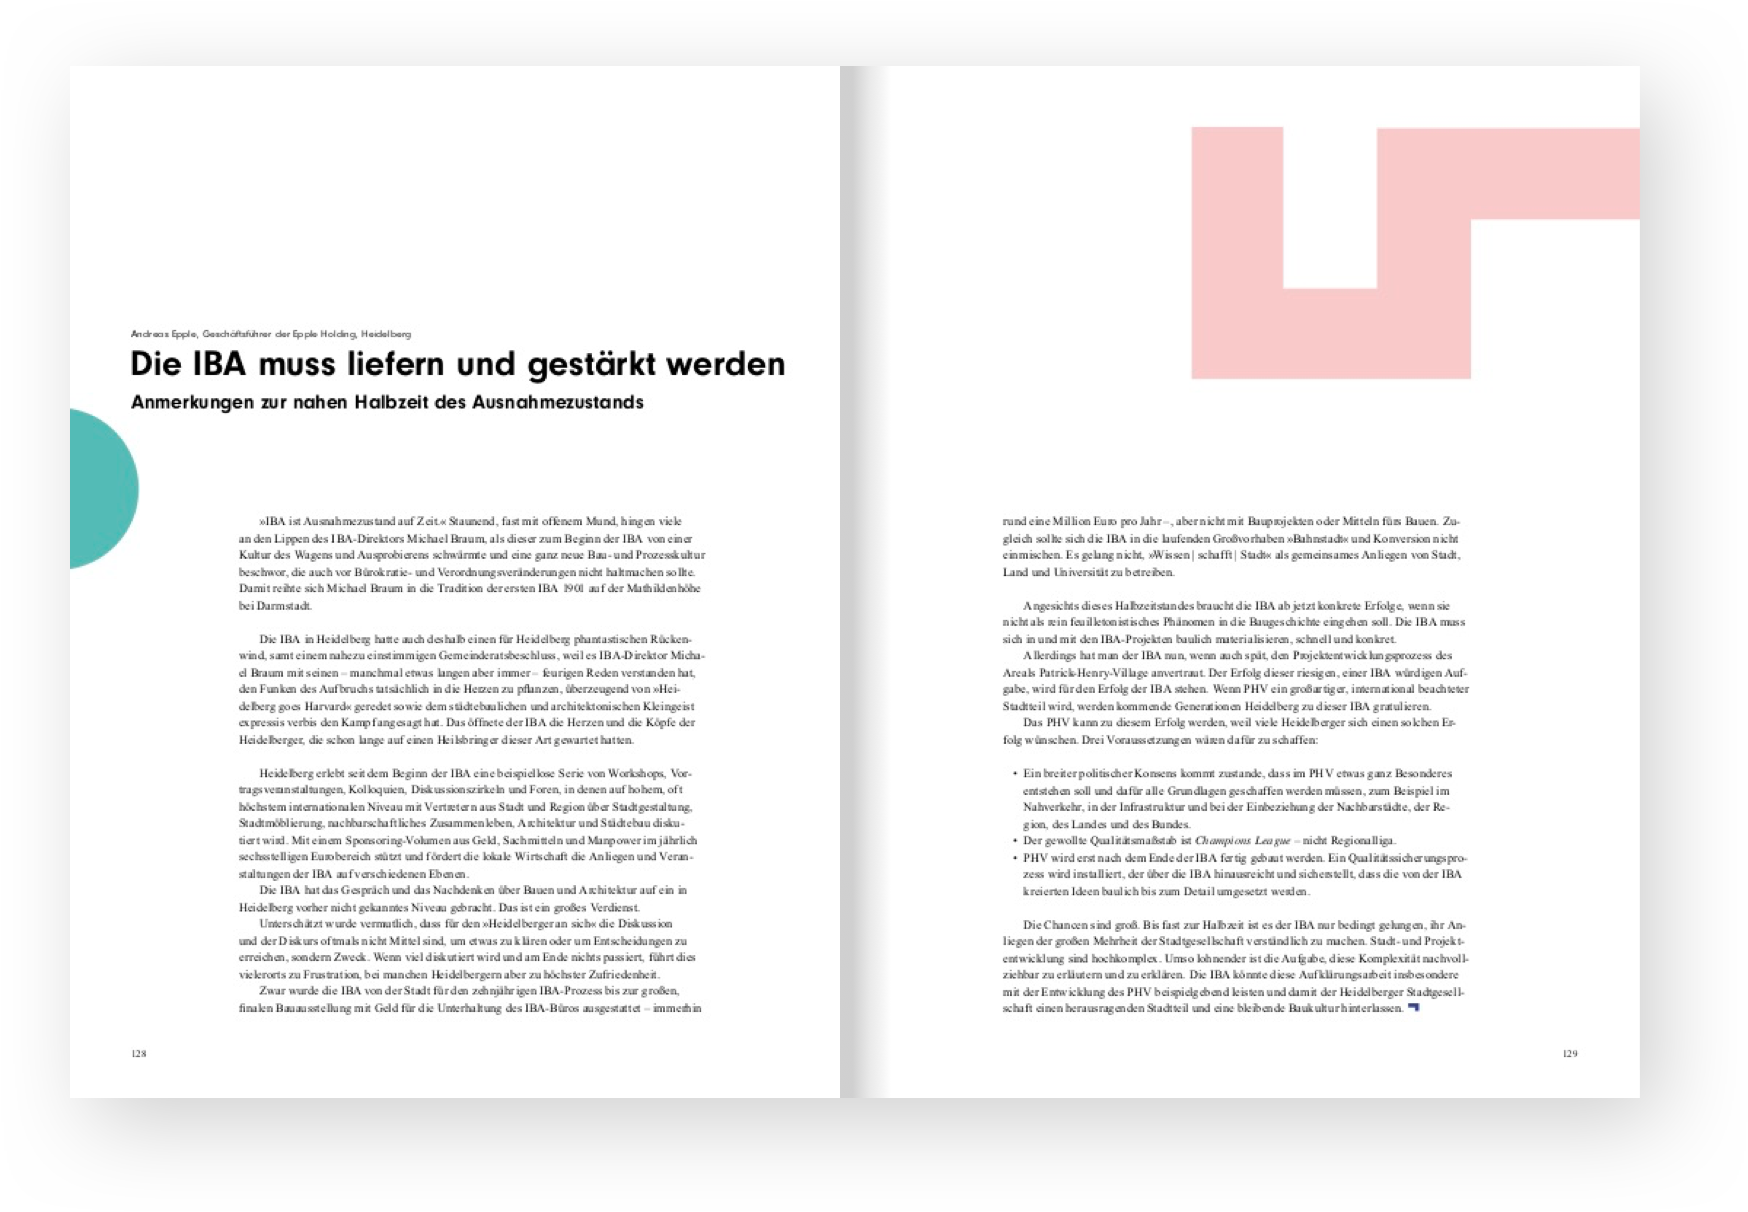 Andreas Epple, Geschäftsführer der Epple Holding, Heidelberg
Die IBA muss liefern und gestärkt werden
Anmerkungen zur nahen Halbzeit des Ausnahmezustands
»IBA ist Ausnahmezustand auf Zeit.« Staunend, fast mit offenem Mund, hingen viele
an den Lippen des IBA-Direktors Michael Braum, als dieser zum Beginn der IBA von einer
Kultur des Wagens und Ausprobierens schwärmte und eine ganz neue Bau- und Prozesskultur
beschwor, die auch vor Bürokratie- und Verordnungsveränderungen nicht haltmachen sollte.
Damit reihte sich Michael Braum in die Tradition der ersten IBA 1901 auf der Mathildenhöhe
bei Darmstadt.
Die IBA in Heidelberg hatte auch deshalb einen für Heidelberg phantastischen Rücken-
wind, samt einem nahezu einstimmigen Gemeinderatsbeschluss, weil es IBA-Direktor Micha-
el Braum mit seinen – manchmal etwas langen aber immer – feurigen Reden verstanden hat,
den Funken des Aufbruchs tatsächlich in die Herzen zu pflanzen, überzeugend von »Hei-
delberg goes Harvard« geredet sowie dem städtebaulichen und architektonischen Kleingeist
expressis verbis den Kampf angesagt hat. Das öffnete der IBA die Herzen und die Köpfe der
Heidelberger, die schon lange auf einen Heilsbringer dieser Art gewartet hatten.
Heidelberg erlebt seit dem Beginn der IBA eine beispiellose Serie von Workshops, Vor-
tragsveranstaltungen, Kolloquien, Diskussionszirkeln und Foren, in denen auf hohem, oft
höchstem internationalen Niveau mit Vertretern aus Stadt und Region über Stadtgestaltung,
Stadtmöblierung, nachbarschaftliches Zusammenleben, Architektur und Städtebau disku-
tiert wird. Mit einem Sponsoring-Volumen aus Geld, Sachmitteln und Manpower im jährlich
sechsstelligen Eurobereich stützt und fördert die lokale Wirtschaft die Anliegen und Veran-
staltungen der IBA auf verschiedenen Ebenen.
Die IBA hat das Gespräch und das Nachdenken über Bauen und Architektur auf ein in
Heidelberg vorher nicht gekanntes Niveau gebracht. Das ist ein großes Verdienst.
Unterschätzt wurde vermutlich, dass für den »Heidelberger an sich« die Diskussion
und der Diskurs oftmals nicht Mittel sind, um etwas zu klären oder um Entscheidungen zu
erreichen, sondern Zweck. Wenn viel diskutiert wird und am Ende nichts passiert, führt dies
vielerorts zu Frustration, bei manchen Heidelbergern aber zu höchster Zufriedenheit.
Zwar wurde die IBA von der Stadt für den zehnjährigen IBA-Prozess bis zur großen,
finalen Bauausstellung mit Geld für die Unterhaltung des IBA-Büros ausgestattet – immerhin
128
rund eine Million Euro pro Jahr –, aber nicht mit Bauprojekten oder Mitteln fürs Bauen. Zu-
gleich sollte sich die IBA in die laufenden Großvorhaben »Bahnstadt« und Konversion nicht
einmischen. Es gelang nicht, »Wissen | schafft | Stadt« als gemeinsames Anliegen von Stadt,
Land und Universität zu betreiben.
Angesichts dieses Halbzeitstandes braucht die IBA ab jetzt konkrete Erfolge, wenn sie
nicht als rein feuilletonistisches Phänomen in die Baugeschichte eingehen soll. Die IBA muss
sich in und mit den IBA-Projekten baulich materialisieren, schnell und konkret.
Allerdings hat man der IBA nun, wenn auch spät, den Projektentwicklungsprozess des
Areals Patrick-Henry-Village anvertraut. Der Erfolg dieser riesigen, einer IBA würdigen Auf-
gabe, wird für den Erfolg der IBA stehen. Wenn PHV ein großartiger, international beachteter
Stadtteil wird, werden kommende Generationen Heidelberg zu dieser IBA gratulieren.
Das PHV kann zu diesem Erfolg werden, weil viele Heidelberger sich einen solchen Er-
folg wünschen. Drei Voraussetzungen wären dafür zu schaffen:
• Ein breiter politischer Konsens kommt zustande, dass im PHV etwas ganz Besonderes
entstehen soll und dafür alle Grundlagen geschaffen werden müssen, zum Beispiel im
Nahverkehr, in der Infrastruktur und bei der Einbeziehung der Nachbarstädte, der Re-
gion, des Landes und des Bundes.
• Der gewollte Qualitätsmaßstab ist Champions League – nicht Regionalliga.
• PHV wird erst nach dem Ende der IBA fertig gebaut werden. Ein Qualitätssicherungspro-
zess wird installiert, der über die IBA hinausreicht und sicherstellt, dass die von der IBA
kreierten Ideen baulich bis zum Detail umgesetzt werden.
Die Chancen sind groß. Bis fast zur Halbzeit ist es der IBA nur bedingt gelungen, ihr An-
liegen der großen Mehrheit der Stadtgesellschaft verständlich zu machen. Stadt- und Projekt-
entwicklung sind hochkomplex. Umso lohnender ist die Aufgabe, diese Komplexität nachvoll-
ziehbar zu erläutern und zu erklären. Die IBA könnte diese Aufklärungsarbeit insbesondere
mit der Entwicklung des PHV beispielgebend leisten und damit der Heidelberger Stadtgesell-
schaft einen herausragenden Stadtteil und eine bleibende Baukultur hinterlassen.
129